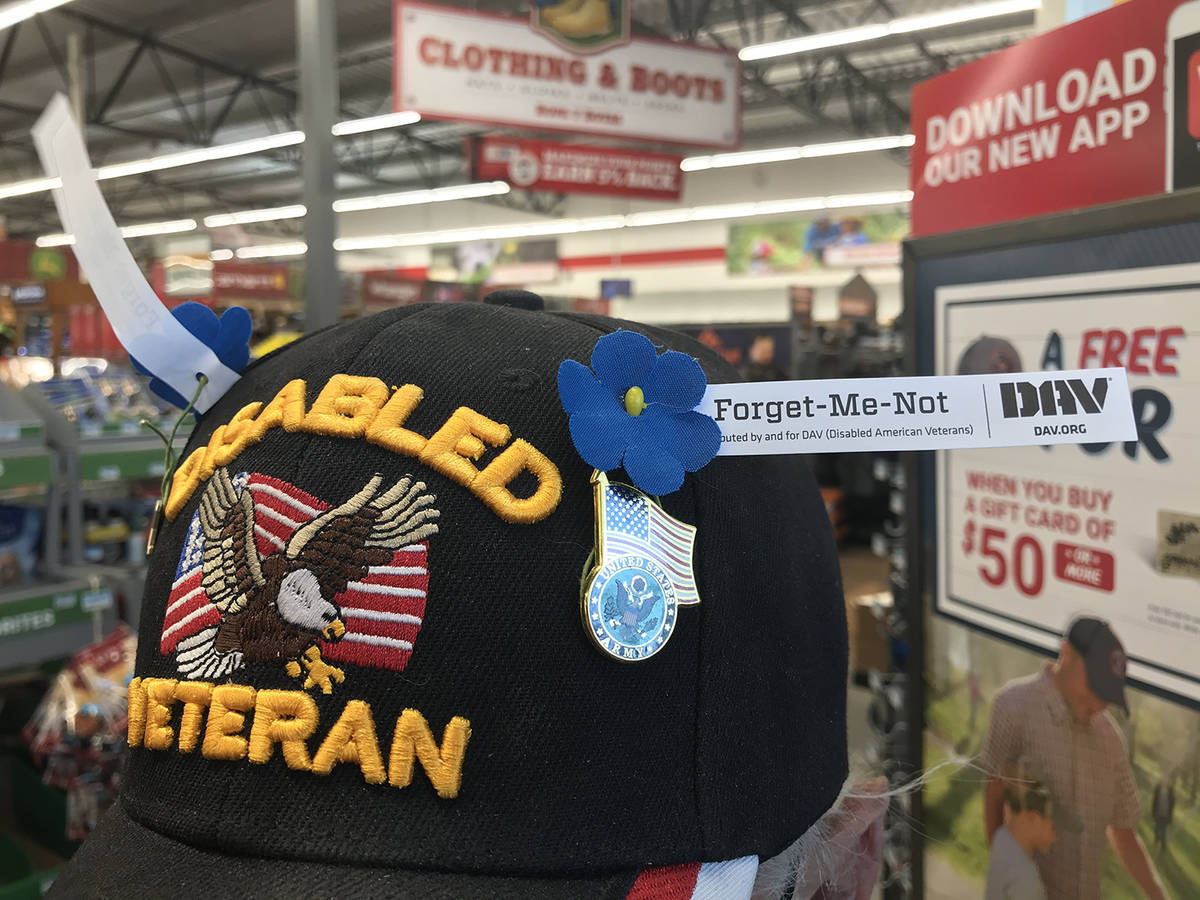 CLOTHING & BOOTS
DOWNLOAD
OUR NEW APP
DISABLED
VETERAN
Forget-Me-Not
buted by and for DAV (Disabled American Veterans)
DAV
DAV.ORG
UNITED STATES
ARMY
A FREE
WHEN YOU BUY
A GIFT CARD OF
$50 OR MORE